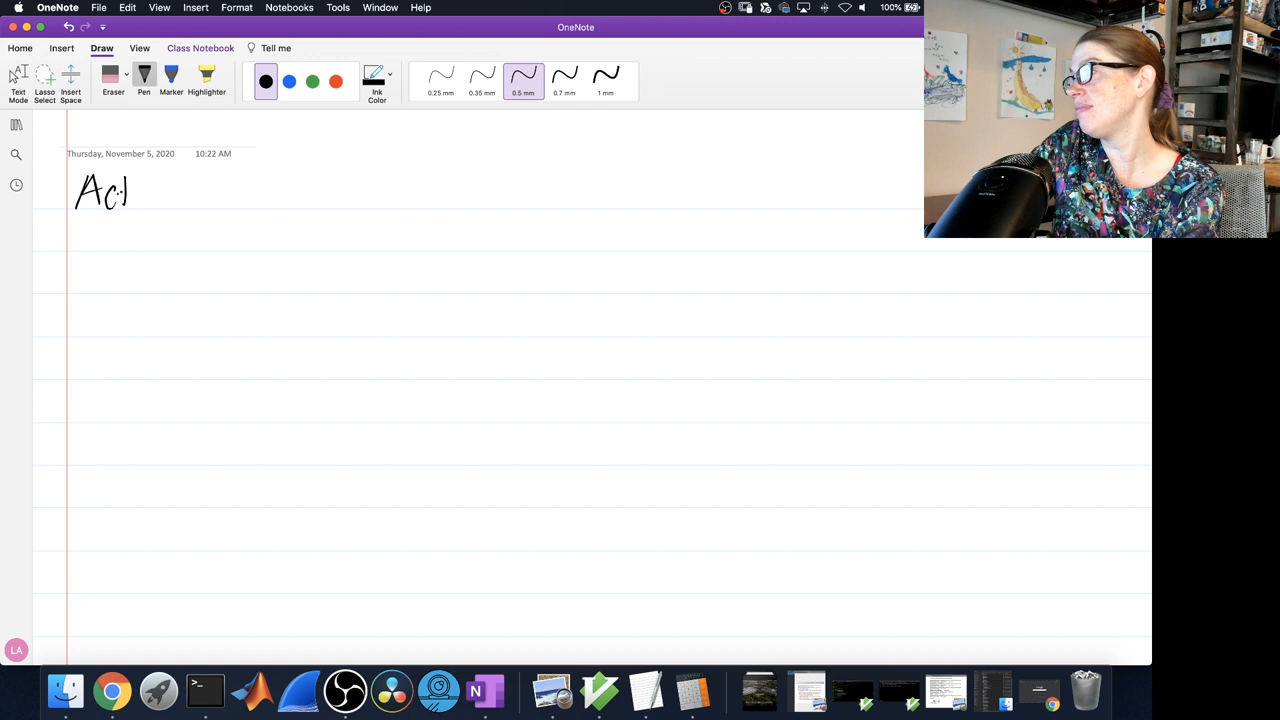 OneNote File Edit View Insert Format Notebooks Tools Window Help 100%
OneNote
Home Insert Draw View Class Notebook Tell me
Text Mode Lasso Select Insert Space Eraser Pen Marker Highlighter Ink Color 0.25 mm 0.35 mm 0.5 mm 0.7 mm 1 mm
Thursday, November 5, 2020 10:22 AM
LA